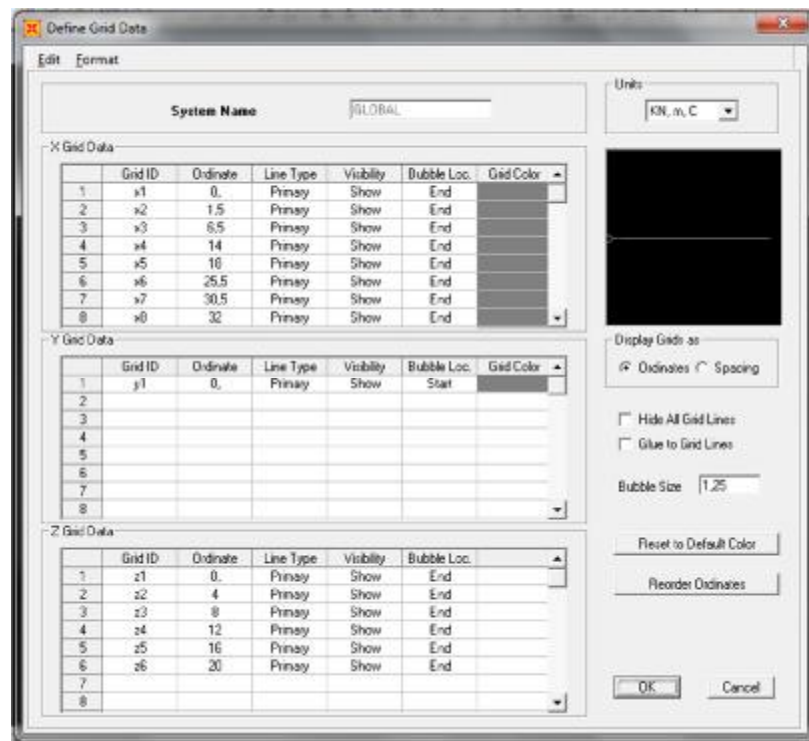 Define Grid Data
Edit Format
System Name GLOBAL
Units
KN, m, C
X Grid Data
Grid ID Ordinate Line Type Visibility Bubble Loc. Grid Color
1 x1 0, Primary Show End
2 x2 1,5 Primary Show End
3 x3 6,5 Primary Show End
4 x4 14 Primary Show End
5 x5 18 Primary Show End
6 x6 25,5 Primary Show End
7 x7 30,5 Primary Show End
8 x8 32 Primary Show End
Y Grid Data
Grid ID Ordinate Line Type Visibility Bubble Loc. Grid Color
1 y1 0, Primary Show Start
2
3
4
5
6
7
8
Display Grids as
Ordinates Spacing
Hide All Grid Lines
Glue to Grid Lines
Bubble Size 1,25
Z Grid Data
Grid ID Ordinate Line Type Visibility Bubble Loc.
1 z1 0, Primary Show End
2 z2 4 Primary Show End
3 z3 8 Primary Show End
4 z4 12 Primary Show End
5 z5 16 Primary Show End
6 z6 20 Primary Show End
7
8
Reset to Default Color
Reorder Ordinates
OK Cancel